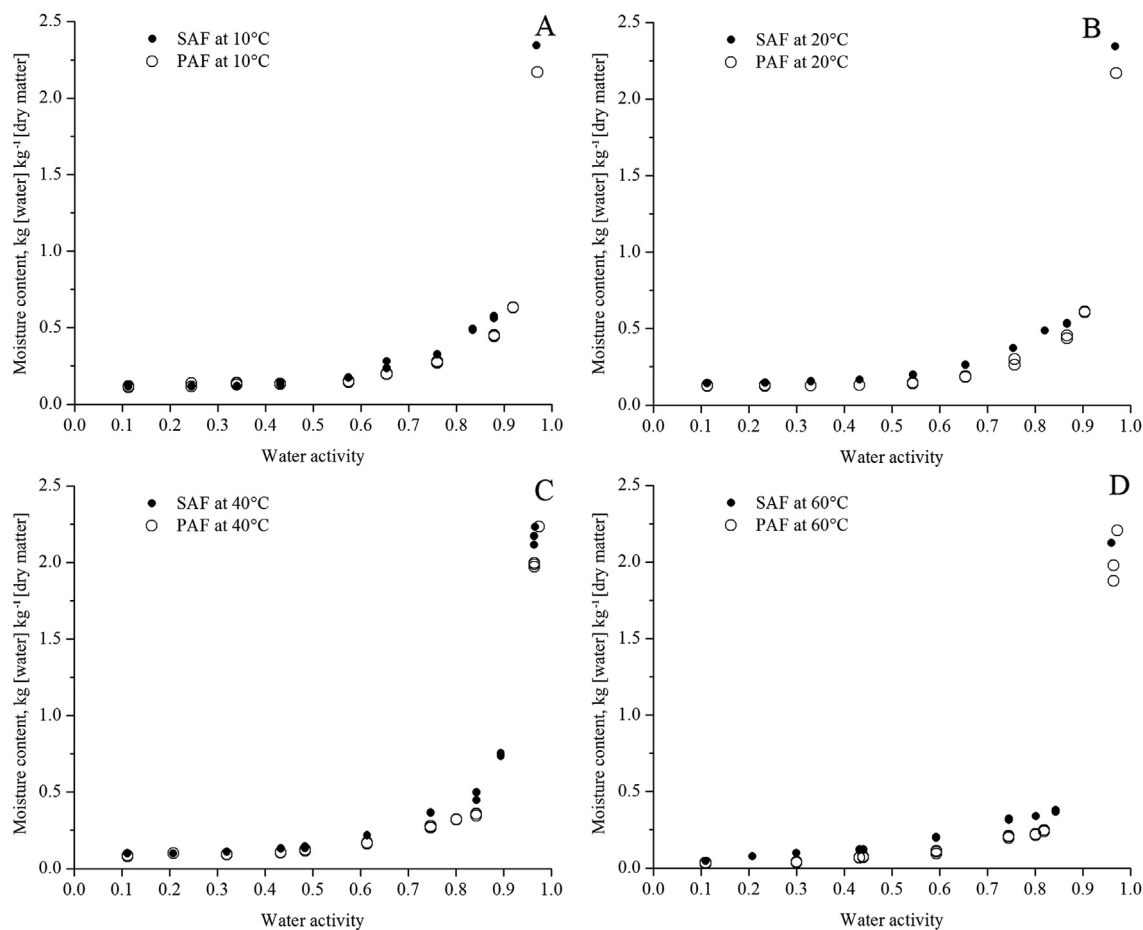 A
SAF at 10°C
PAF at 10°C
Moisture content, kg [water] kg⁻¹ [dry matter]
2.5
2.0
1.5
1.0
0.5
0.0
0.0 0.1 0.2 0.3 0.4 0.5 0.6 0.7 0.8 0.9 1.0
Water activity
B
SAF at 20°C
PAF at 20°C
Moisture content, kg [water] kg⁻¹ [dry matter]
2.5
2.0
1.5
1.0
0.5
0.0
0.0 0.1 0.2 0.3 0.4 0.5 0.6 0.7 0.8 0.9 1.0
Water activity
C
SAF at 40°C
PAF at 40°C
Moisture content, kg [water] kg⁻¹ [dry matter]
2.5
2.0
1.5
1.0
0.5
0.0
0.0 0.1 0.2 0.3 0.4 0.5 0.6 0.7 0.8 0.9 1.0
Water activity
D
SAF at 60°C
PAF at 60°C
Moisture content, kg [water] kg⁻¹ [dry matter]
2.5
2.0
1.5
1.0
0.5
0.0
0.0 0.1 0.2 0.3 0.4 0.5 0.6 0.7 0.8 0.9 1.0
Water activity